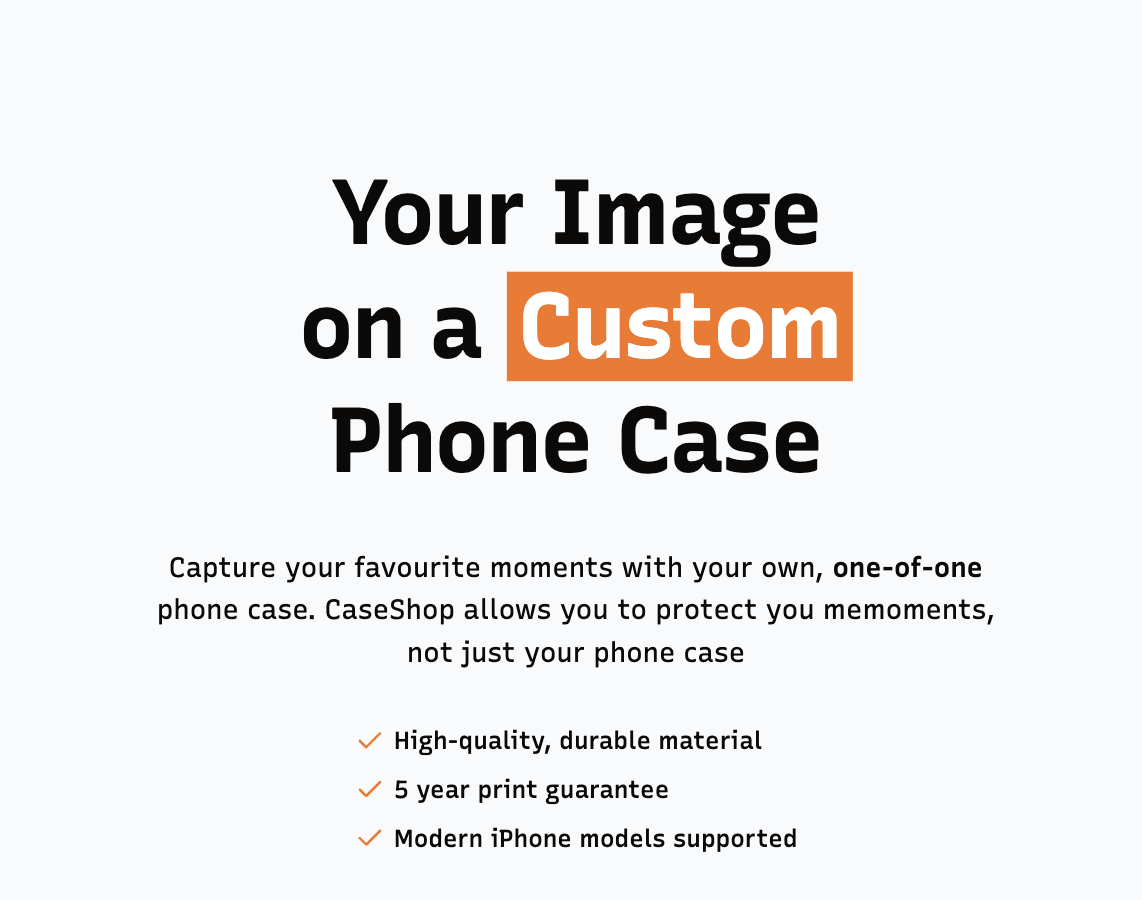 Your Image
on a Custom
Phone Case
Capture your favourite moments with your own, one-of-one
phone case. CaseShop allows you to protect you memoments,
not just your phone case
High-quality, durable material
5 year print guarantee
Modern iPhone models supported